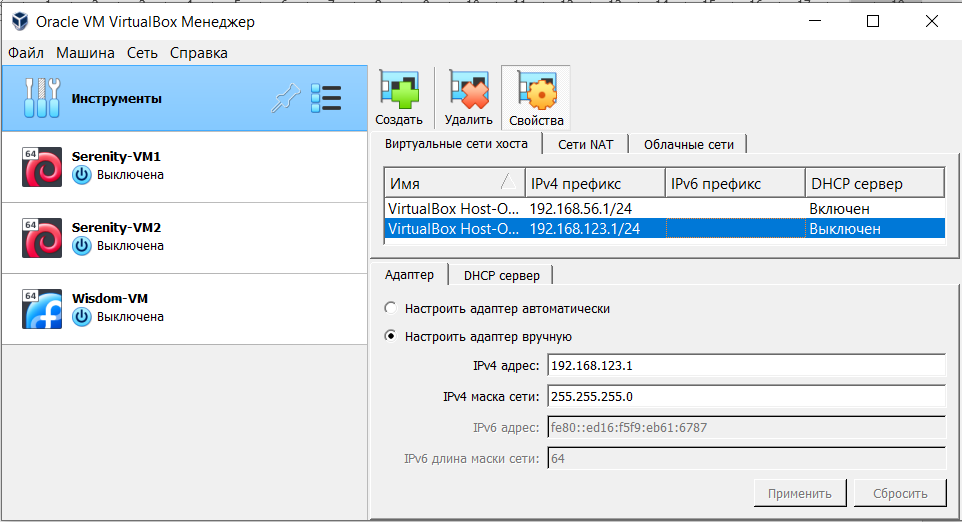 Oracle VM VirtualBox Менеджер
Файл Машина Сеть Справка
Инструменты
Создать Удалить Свойства
64
Serenity-VM1
Выключена
64
Serenity-VM2
Выключена
64
Wisdom-VM
Выключена
Виртуальные сети хоста Сети NAT Облачные сети
Имя IPv4 префикс IPv6 префикс DHCP сервер
VirtualBox Host-O... 192.168.56.1/24 Включен
VirtualBox Host-O... 192.168.123.1/24 Выключен
Адаптер DHCP сервер
Настроить адаптер автоматически
Настроить адаптер вручную
IPv4 адрес: 192.168.123.1
IPv4 маска сети: 255.255.255.0
IPv6 адрес: fe80::ed16:f5f9:eb61:6787
IPv6 длина маски сети: 64
Применить Сбросить